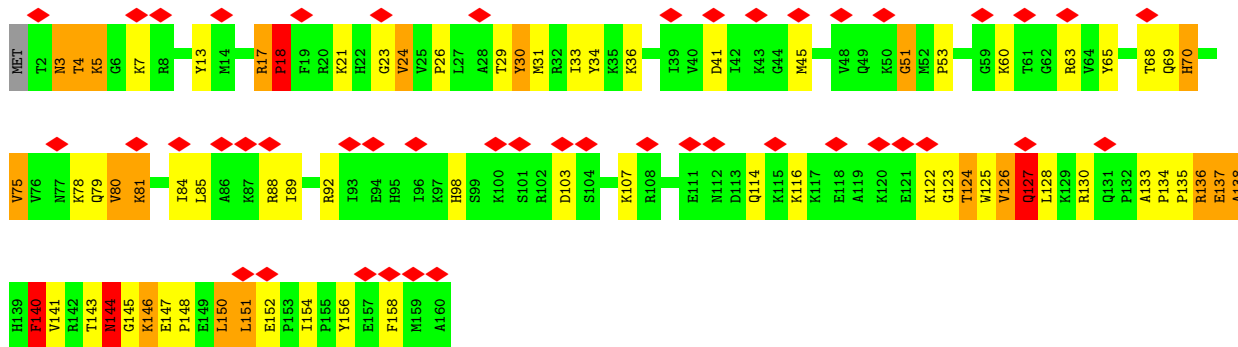 MET T2 N3 T4 K5 G6 K7 R8 Y13 M14 R17 P18 F19 R20 K21 H22 G23 V24 V25 P26 L27 A28 T29 Y30 M31 R32 I33 Y34 K35 K36 I39 V40 D41 I42 K43 G44 M45 V48 Q49 K50 G51 M52 P53 G59 K60 T61 G62 R63 V64 Y65 T68 Q69 H70
V75 V76 N77 K78 Q79 V80 K81 I84 L85 A86 K87 R88 I89 R92 I93 E94 H95 I96 K97 H98 S99 K100 S101 R102 D103 S104 K107 R108 E111 N112 D113 Q114 K115 K116 K117 E118 A119 K120 E121 K122 G123 T124 W125 V126 Q127 L128 K129 R130 Q131 P132 A133 P134 P135 R136 E137 A138
H139 F140 V141 R142 T143 N144 G145 K146 E147 P148 E149 L150 L151 E152 P153 I154 P155 Y156 E157 F158 M159 A160